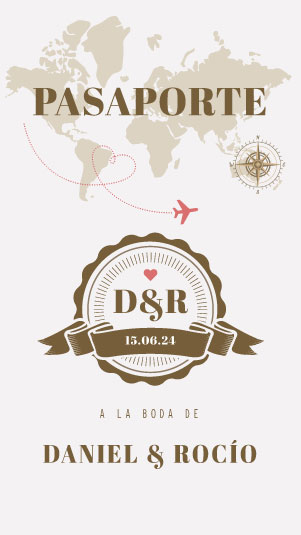 PASAPORTE
N
E
S
D&R
15.06.24
A LA BODA DE
DANIEL & ROCÍO